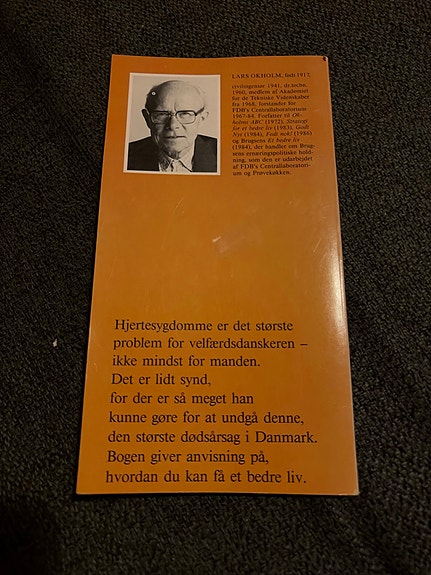 LARS OKHOLM, født 1917,
civilingeniør 1941, dr.techn.
1960, medlem af Akademiet
for de Tekniske Videnskaber
fra 1968, forstander for
FDB's Centrallaboratorium
1967-84. Forfatter til Ok-
holms ABC (1972), Strategi
for et bedre liv (1983), Godt
Nyt (1984), Fedt nok! (1986)
og Brugsens Et bedre liv
(1984), der handler om Brug-
sens ernæringspolitiske hold-
ning, som den er udarbejdet
af FDB's Centrallaboratori-
um og Prøvekøkken.
Hjertesygdomme er det største
problem for velfærdsdanskeren –
ikke mindst for manden.
Det er lidt synd,
for der er så meget han
kunne gøre for at undgå denne,
den største dødsårsag i Danmark.
Bogen giver anvisning på,
hvordan du kan få et bedre liv.